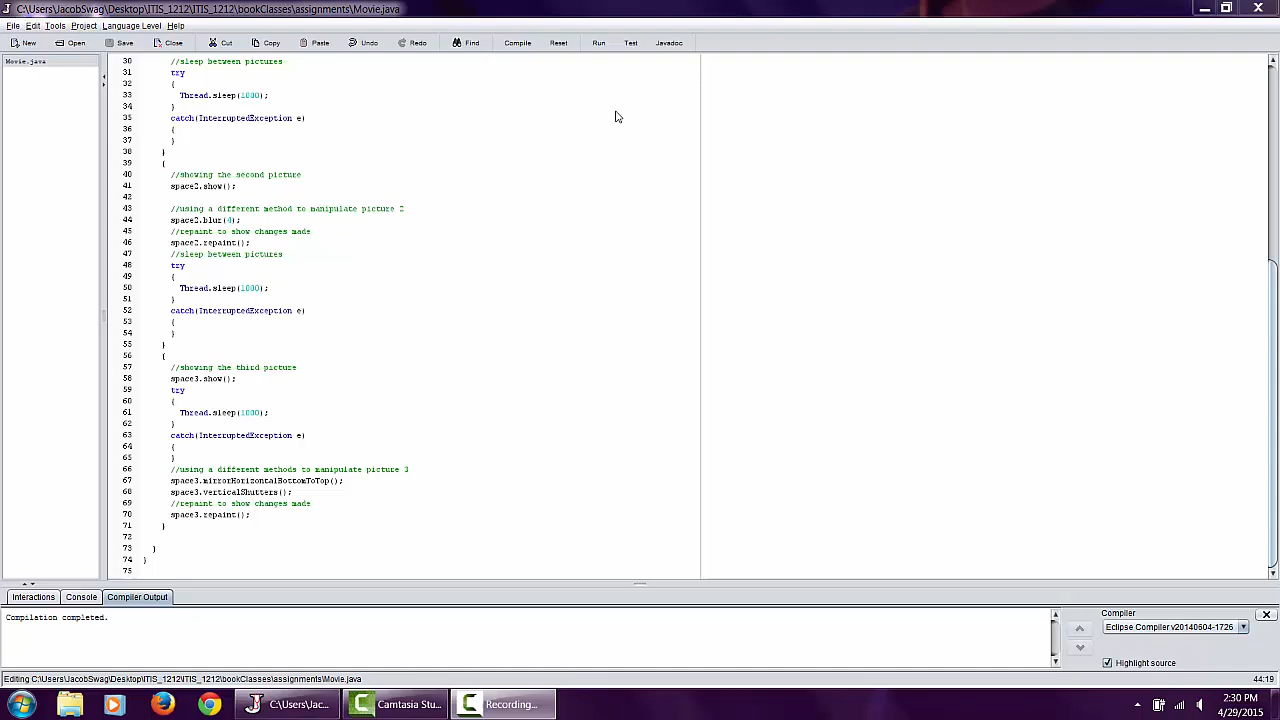 C:\Users\JacobSwag\Desktop\ITIS_1212\ITIS_1212\bookClasses\assignments\Movie.java
File Edit Tools Project Language Level Help
New Open Save Close Cut Copy Paste Undo Redo Find Compile Reset Run Test Javadoc
Movie.java
30 //sleep between pictures
31 try
32 {
33 Thread.sleep(1000);
34 }
35 catch(InterruptedException e)
36 {
37 }
38 }
39 {
40 //showing the second picture
41 space2.show();
42
43 //using a different method to manipulate picture 2
44 space2.blur(4);
45 //repaint to show changes made
46 space2.repaint();
47 //sleep between pictures
48 try
49 {
50 Thread.sleep(1000);
51 }
52 catch(InterruptedException e)
53 {
54 }
55 }
56 {
57 //showing the third picture
58 space3.show();
59 try
60 {
61 Thread.sleep(1000);
62 }
63 catch(InterruptedException e)
64 {
65 }
66 //using a different methods to manipulate picture 3
67 space3.mirrorHorizontalBottomToTop();
68 space3.verticalShutters();
69 //repaint to show changes made
70 space3.repaint();
71 }
72
73 }
74 }
75
Interactions Console Compiler Output
Compilation completed.
Compiler
Eclipse Compiler v20140604-1726
Highlight source
Editing C:\Users\JacobSwag\Desktop\ITIS_1212\ITIS_1212\bookClasses\assignments\Movie.java 44:19
C:\Users\Jac... Camtasia Stu... Recording...
2:30 PM
4/29/2015